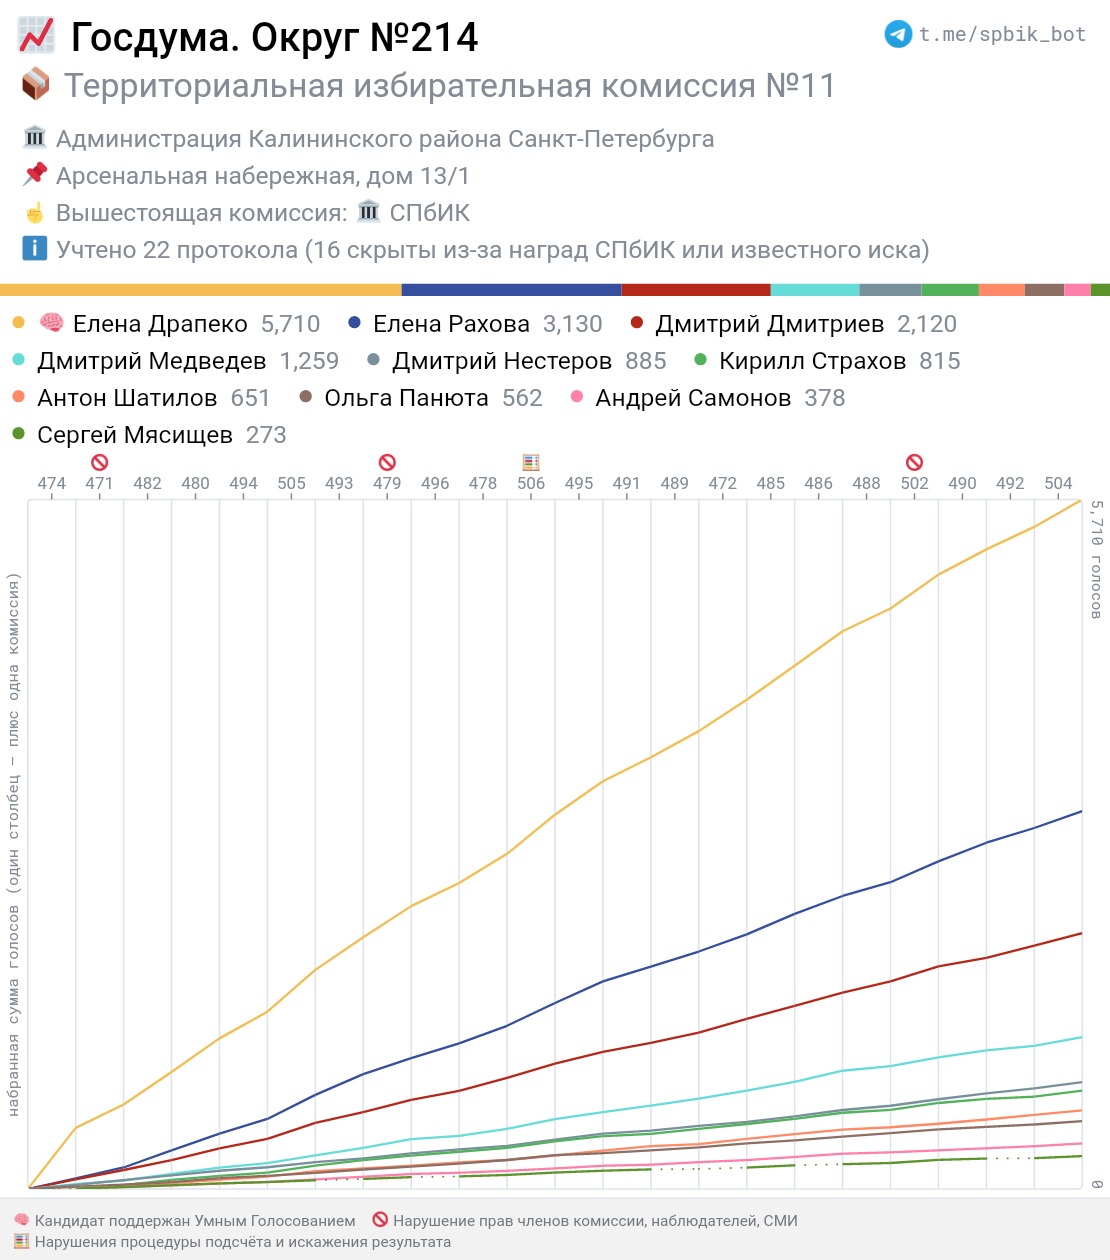 Госдума. Округ №214
t.me/spbik_bot
Территориальная избирательная комиссия №11
Администрация Калининского района Санкт-Петербурга
Арсенальная набережная, дом 13/1
Вышестоящая комиссия: СПбИК
Учтено 22 протокола (16 скрыты из-за наград СПбИК или известного иска)
Елена Драпеко 5,710 Елена Рахова 3,130 Дмитрий Дмитриев 2,120
Дмитрий Медведев 1,259 Дмитрий Нестеров 885 Кирилл Страхов 815
Антон Шатилов 651 Ольга Панюта 562 Андрей Самонов 378
Сергей Мясищев 273
474 471 482 480 494 505 493 479 496 478 506 495 491 489 472 485 486 488 502 490 492 504
набранная сумма голосов (один столбец — плюс одна комиссия)
5,710 голосов
0
Кандидат поддержан Умным Голосованием Нарушение прав членов комиссии, наблюдателей, СМИ
Нарушения процедуры подсчёта и искажения результата